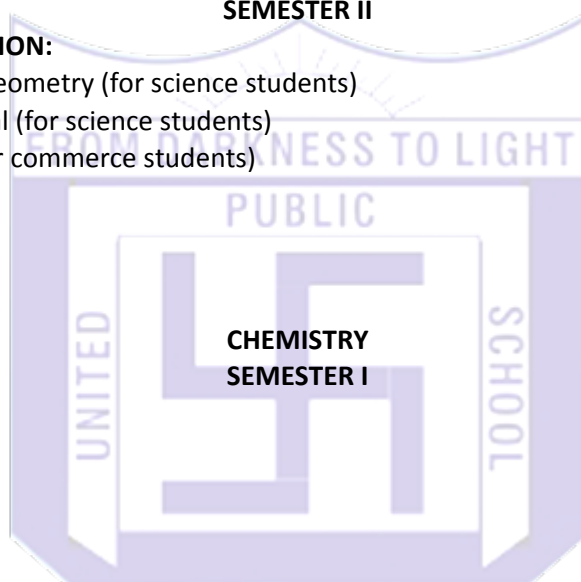 SEMESTER II
ION:
eometry (for science students)
l (for science students)
r commerce students)
FROM DARKNESS TO LIGHT
PUBLIC
UNITED
SCHOOL
CHEMISTRY
SEMESTER I